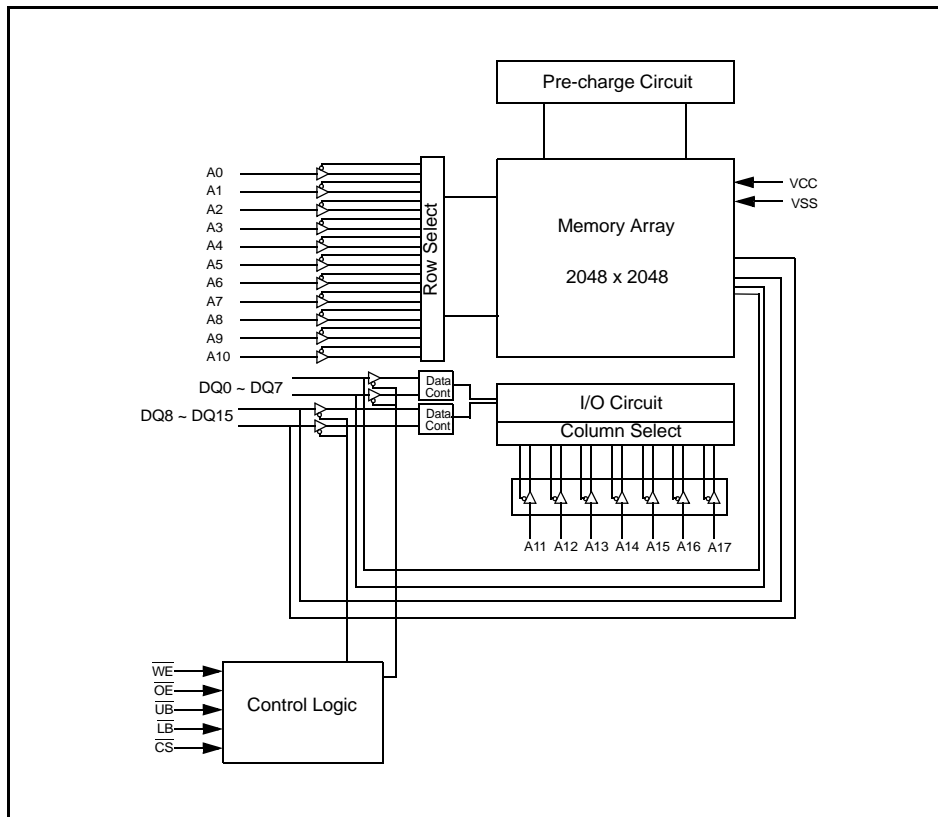 Pre-charge Circuit
A0
A1
A2
A3
A4
A5
A6
A7
A8
A9
A10
Row Select
Memory Array
2048 x 2048
VCC
VSS
DQ0 ~ DQ7
DQ8 ~ DQ15
Data
Cont
Data
Cont
I/O Circuit
Column Select
A11 A12 A13 A14 A15 A16 A17
WE
OE
UB
LB
CS
Control Logic